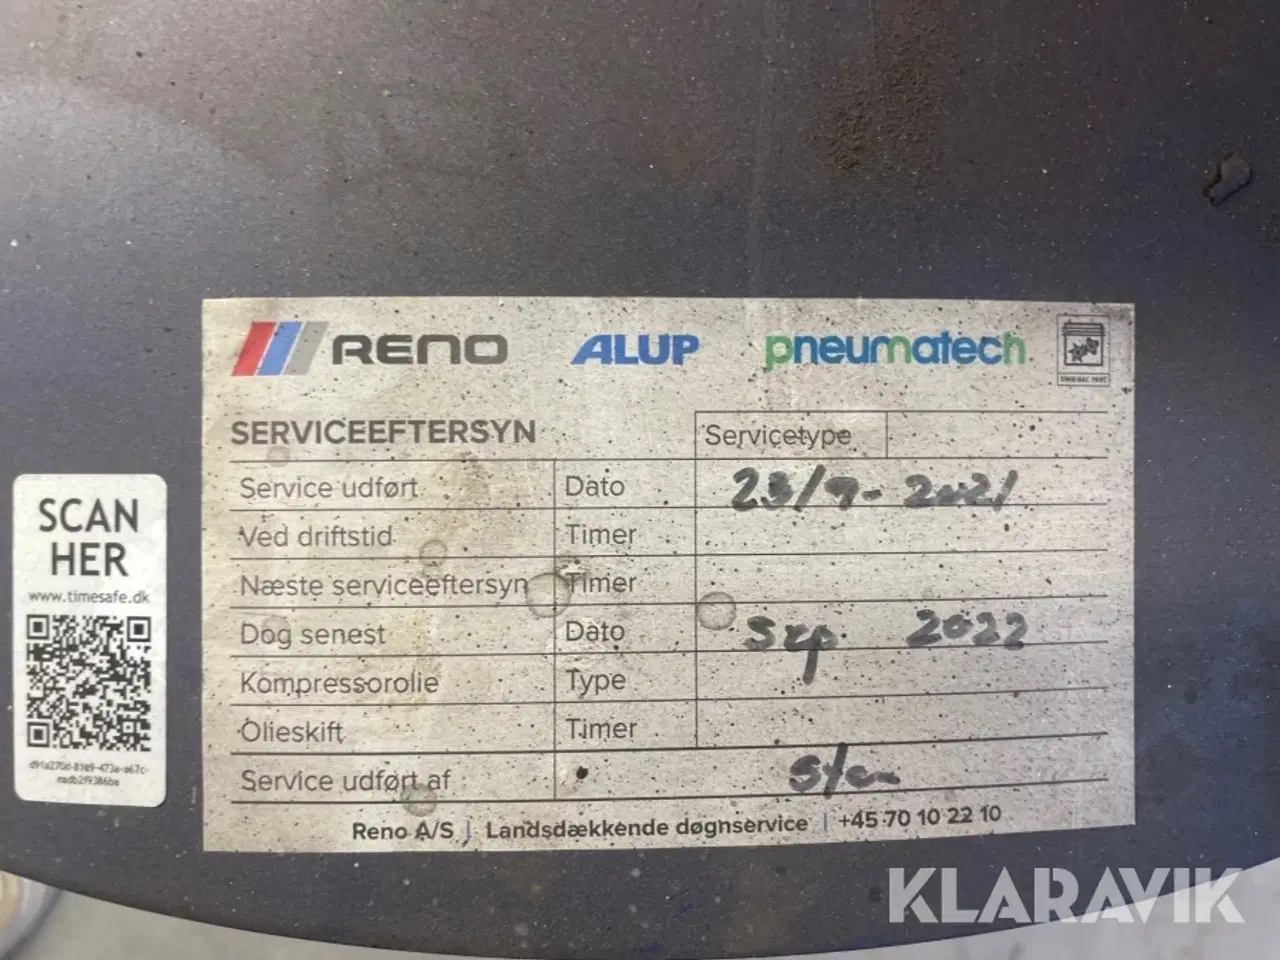 RENO ALUP pneumatech
SERVICEEFTERSYN Servicetype
Service udført Dato 23/9-2021
Ved driftstid Timer
Næste serviceeftersyn Timer
Dog senest Dato Sep 2022
Kompressorolie Type
Olieskift Timer
Service udført af
Reno A/S | Landsdækkende døgnservice | +45 70 10 22 10
SCAN
HER
www.timesafe.dk
KLARAVIK